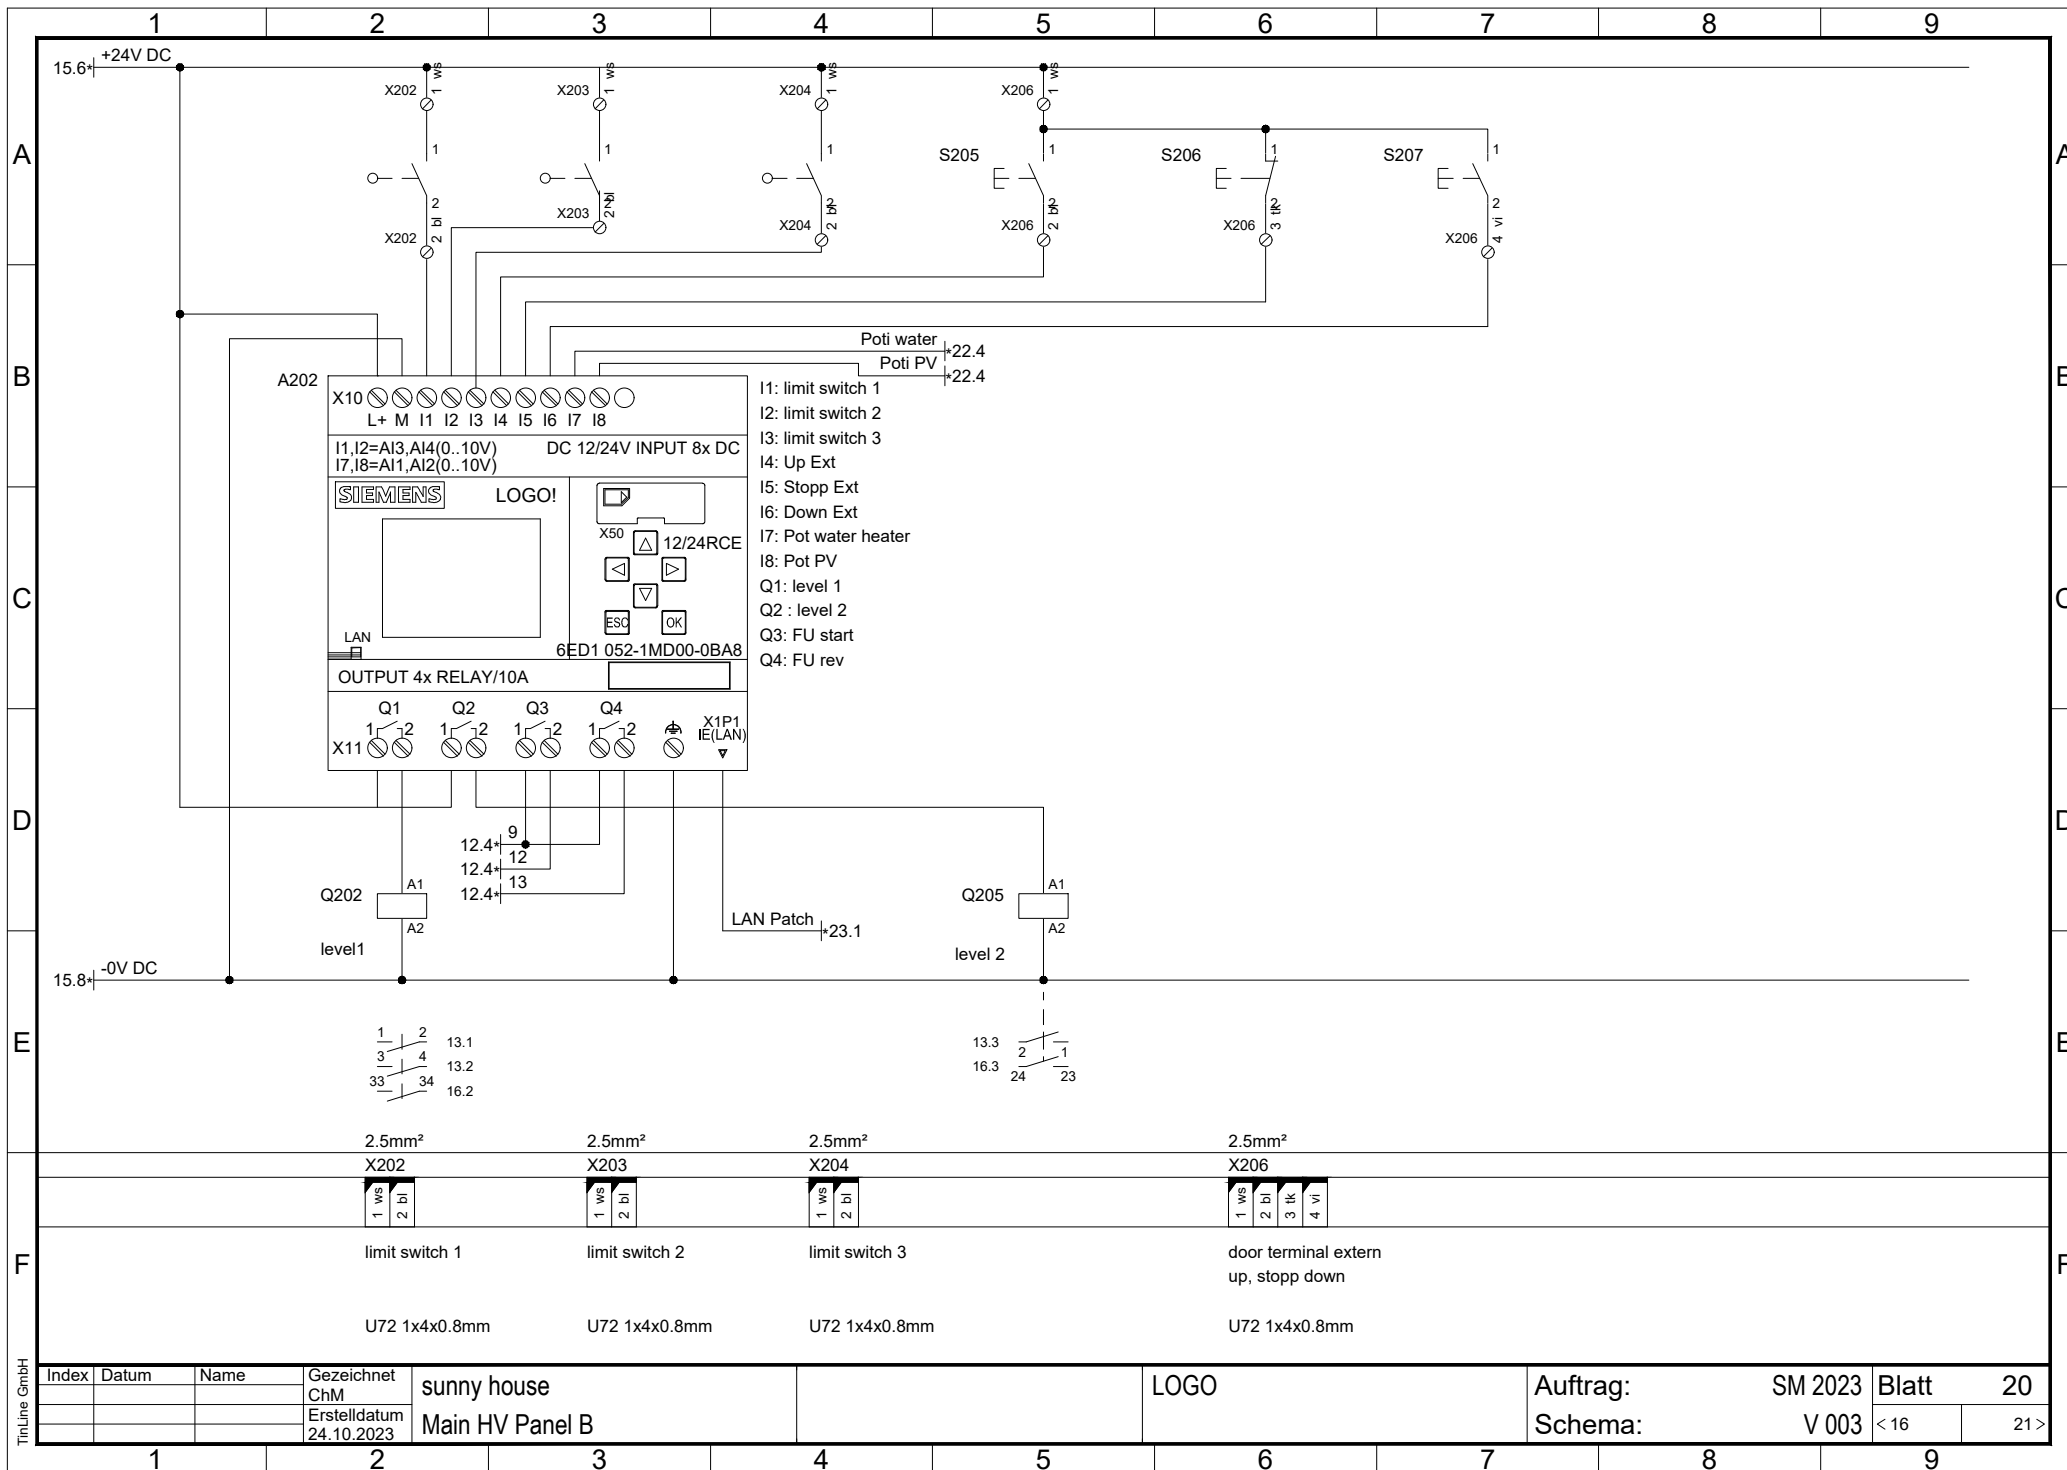 1 2 3 4 5 6 7 8 9
15.6* +24V DC
X202 1 ws
X203 1 ws
X204 1 ws
X206 1 ws
A A
1 1 1 S205 1 S206 1 S207 1
2 2 2 2 2 2
X202 2 bl
X203 2 bl
X204 2 bl
X206 2 bl
X206 3 tk
X206 4 vi
B B
Poti water *22.4
Poti PV *22.4
A202
X10
L+ M I1 I2 I3 I4 I5 I6 I7 I8
I1,I2=AI3,AI4(0..10V) DC 12/24V INPUT 8x DC
I7,I8=AI1,AI2(0..10V)
SIEMENS LOGO!
X50 12/24RCE
ESC OK
LAN
6ED1 052-1MD00-0BA8
OUTPUT 4x RELAY/10A
Q1 Q2 Q3 Q4
1 2 1 2 1 2 1 2
X11
X1P1
IE(LAN)
I1: limit switch 1
I2: limit switch 2
I3: limit switch 3
I4: Up Ext
I5: Stopp Ext
I6: Down Ext
I7: Pot water heater
I8: Pot PV
Q1: level 1
Q2 : level 2
Q3: FU start
Q4: FU rev
C C
D D
12.4* 9
12.4* 12
12.4* 13
Q202 A1
A2
level1
LAN Patch *23.1
Q205 A1
A2
level 2
15.8* -0V DC
E E
1 2 13.1
3 4 13.2
33 34 16.2
13.3 2 1
16.3 24 23
2.5mm² 2.5mm² 2.5mm² 2.5mm²
X202 X203 X204 X206
1 ws 2 bl 1 ws 2 bl 1 ws 2 bl 1 ws 2 bl 3 tk 4 vi
F F
limit switch 1 limit switch 2 limit switch 3 door terminal extern
up, stopp down
U72 1x4x0.8mm U72 1x4x0.8mm U72 1x4x0.8mm U72 1x4x0.8mm
TinLine GmbH
Index Datum Name Gezeichnet
ChM
Erstelldatum
24.10.2023
sunny house
Main HV Panel B
LOGO
Auftrag: SM 2023
Schema: V 003
Blatt 20
< 16 21 >
1 2 3 4 5 6 7 8 9